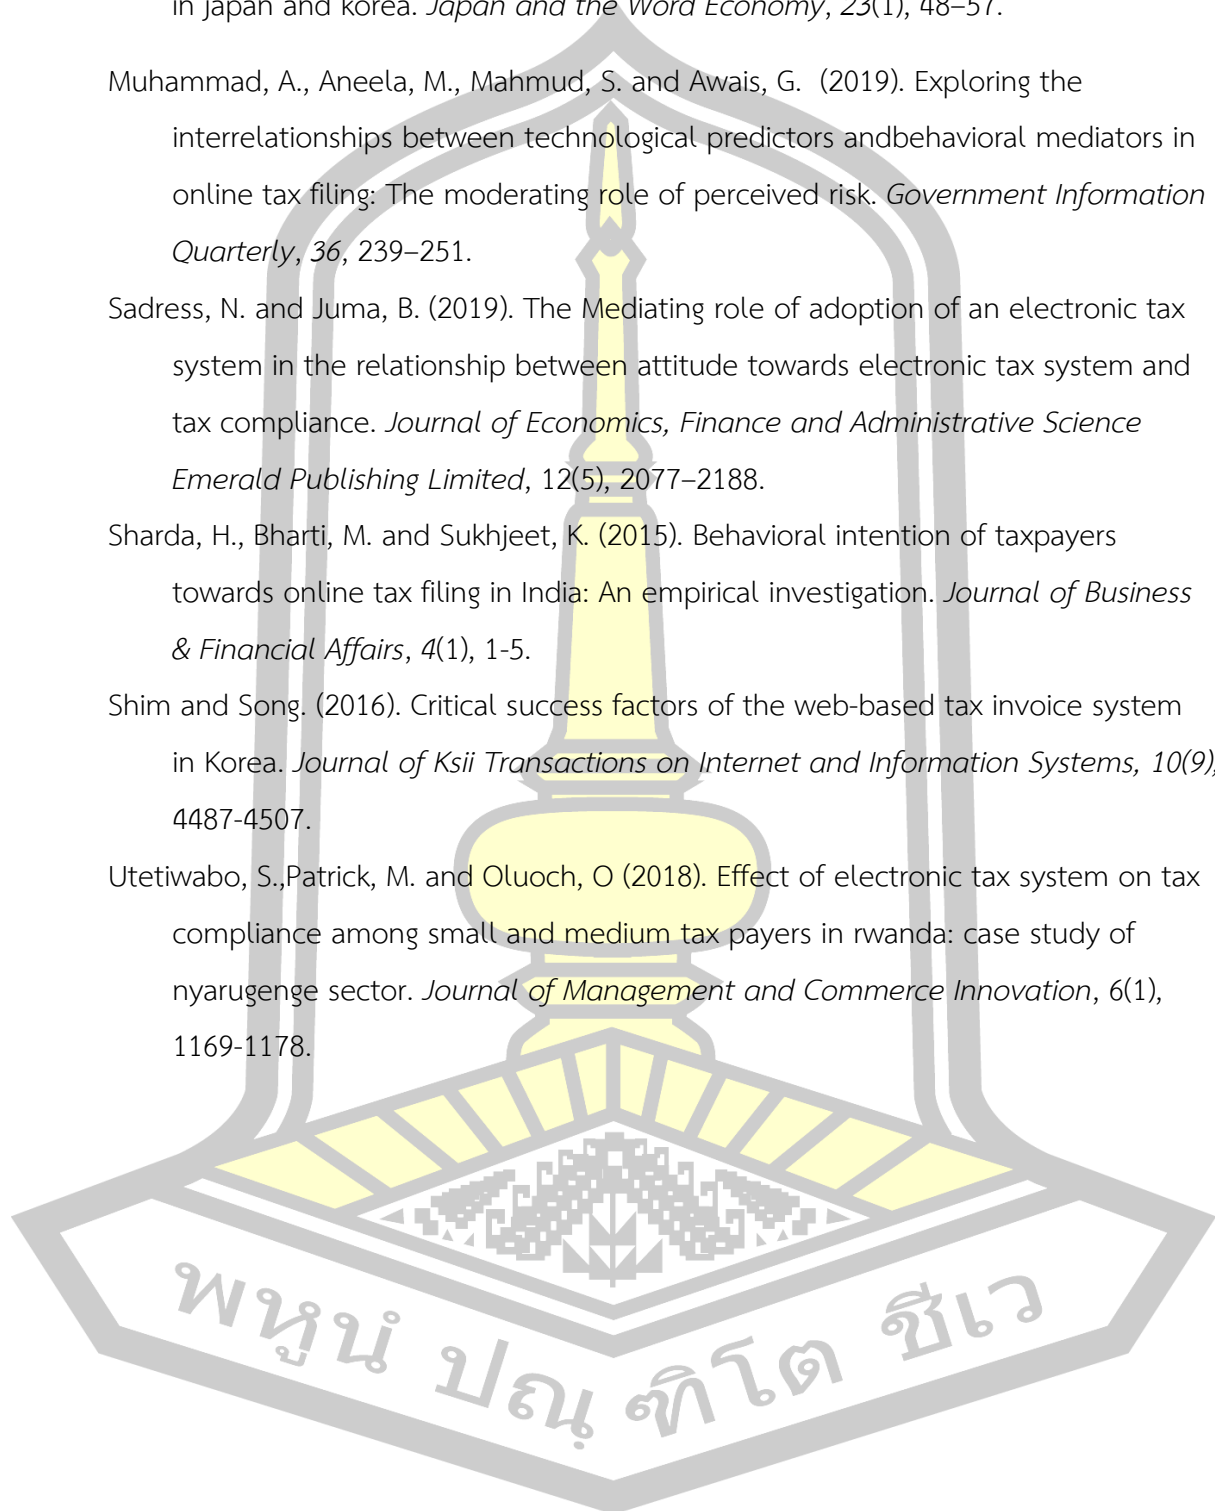 in japan and korea. Japan and the Word Economy, 23(1), 48–57.
Muhammad, A., Aneela, M., Mahmud, S. and Awais, G.  (2019). Exploring the
interrelationships between technological predictors andbehavioral mediators in
online tax filing: The moderating role of perceived risk. Government Information
Quarterly, 36, 239–251.
Sadress, N. and Juma, B. (2019). The Mediating role of adoption of an electronic tax
system in the relationship between attitude towards electronic tax system and
tax compliance. Journal of Economics, Finance and Administrative Science
Emerald Publishing Limited, 12(5), 2077–2188.
Sharda, H., Bharti, M. and Sukhjeet, K. (2015). Behavioral intention of taxpayers
towards online tax filing in India: An empirical investigation. Journal of Business
& Financial Affairs, 4(1), 1-5.
Shim and Song. (2016). Critical success factors of the web-based tax invoice system
in Korea. Journal of Ksii Transactions on Internet and Information Systems, 10(9),
4487-4507.
Utetiwabo, S.,Patrick, M. and Oluoch, O (2018). Effect of electronic tax system on tax
compliance among small and medium tax payers in rwanda: case study of
nyarugenge sector. Journal of Management and Commerce Innovation, 6(1),
1169-1178.
พหูนํ ปณฺฑิโต ชีเว